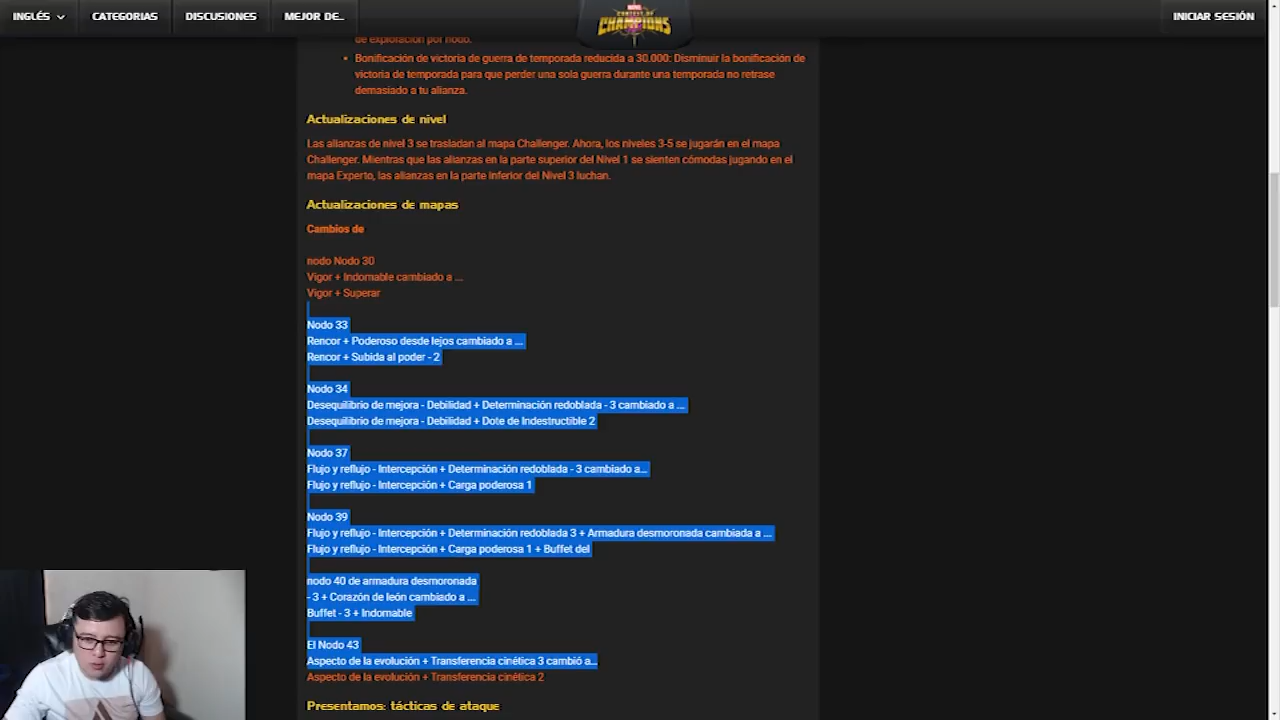 INGLÉS
CATEGORIAS
DISCUSIONES
MEJOR DE...
MARVEL
CONTEST OF
CHAMPIONS
INICIAR SESIÓN
de exploración por nodo.
• Bonificación de victoria de guerra de temporada reducida a 30.000: Disminuir la bonificación de
victoria de temporada para que perder una sola guerra durante una temporada no retrase
demasiado a tu alianza.
Actualizaciones de nivel
Las alianzas de nivel 3 se trasladan al mapa Challenger. Ahora, los niveles 3-5 se jugarán en el mapa
Challenger. Mientras que las alianzas en la parte superior del Nivel 1 se sienten cómodas jugando en el
mapa Experto, las alianzas en la parte inferior del Nivel 3 luchan.
Actualizaciones de mapas
Cambios de
nodo Nodo 30
Vigor + Indomable cambiado a ...
Vigor + Superar
Nodo 33
Rencor + Poderoso desde lejos cambiado a ...
Rencor + Subida al poder - 2
Nodo 34
Desequilibrio de mejora - Debilidad + Determinación redoblada - 3 cambiado a ...
Desequilibrio de mejora - Debilidad + Dote de Indestructible 2
Nodo 37
Flujo y reflujo - Intercepción + Determinación redoblada - 3 cambiado a...
Flujo y reflujo - Intercepción + Carga poderosa 1
Nodo 39
Flujo y reflujo - Intercepción + Determinación redoblada 3 + Armadura desmoronada cambiada a ...
Flujo y reflujo - Intercepción + Carga poderosa 1 + Buffet del
nodo 40 de armadura desmoronada
- 3 + Corazón de león cambiado a ...
Buffet - 3 + Indomable
El Nodo 43
Aspecto de la evolución + Transferencia cinética 3 cambió a...
Aspecto de la evolución + Transferencia cinética 2
Presentamos: tácticas de ataque